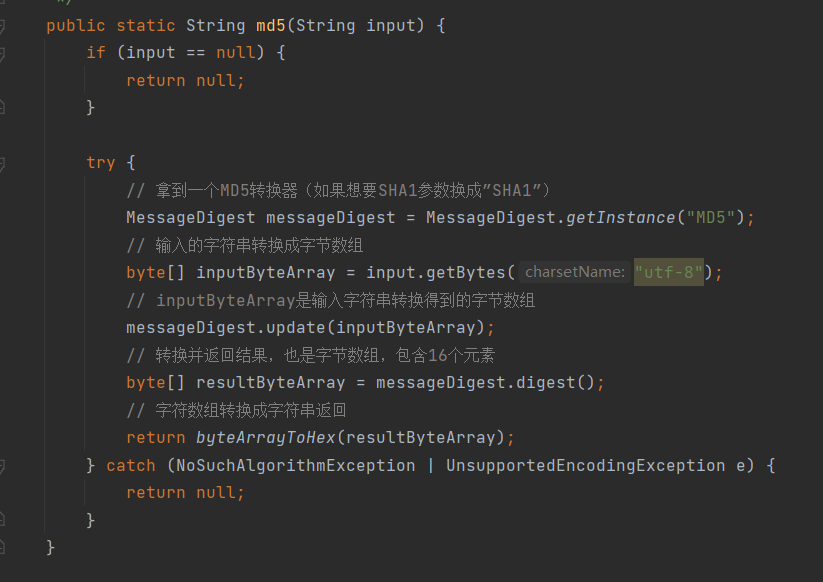 */
public static String md5(String input) {
    if (input == null) {
        return null;
    }

    try {
        // 拿到一个MD5转换器（如果想要SHA1参数换成”SHA1”）
        MessageDigest messageDigest = MessageDigest.getInstance("MD5");
        // 输入的字符串转换成字节数组
        byte[] inputByteArray = input.getBytes( charsetName: "utf-8");
        // inputByteArray是输入字符串转换得到的字节数组
        messageDigest.update(inputByteArray);
        // 转换并返回结果，也是字节数组，包含16个元素
        byte[] resultByteArray = messageDigest.digest();
        // 字符数组转换成字符串返回
        return byteArrayToHex(resultByteArray);
    } catch (NoSuchAlgorithmException | UnsupportedEncodingException e) {
        return null;
    }
}